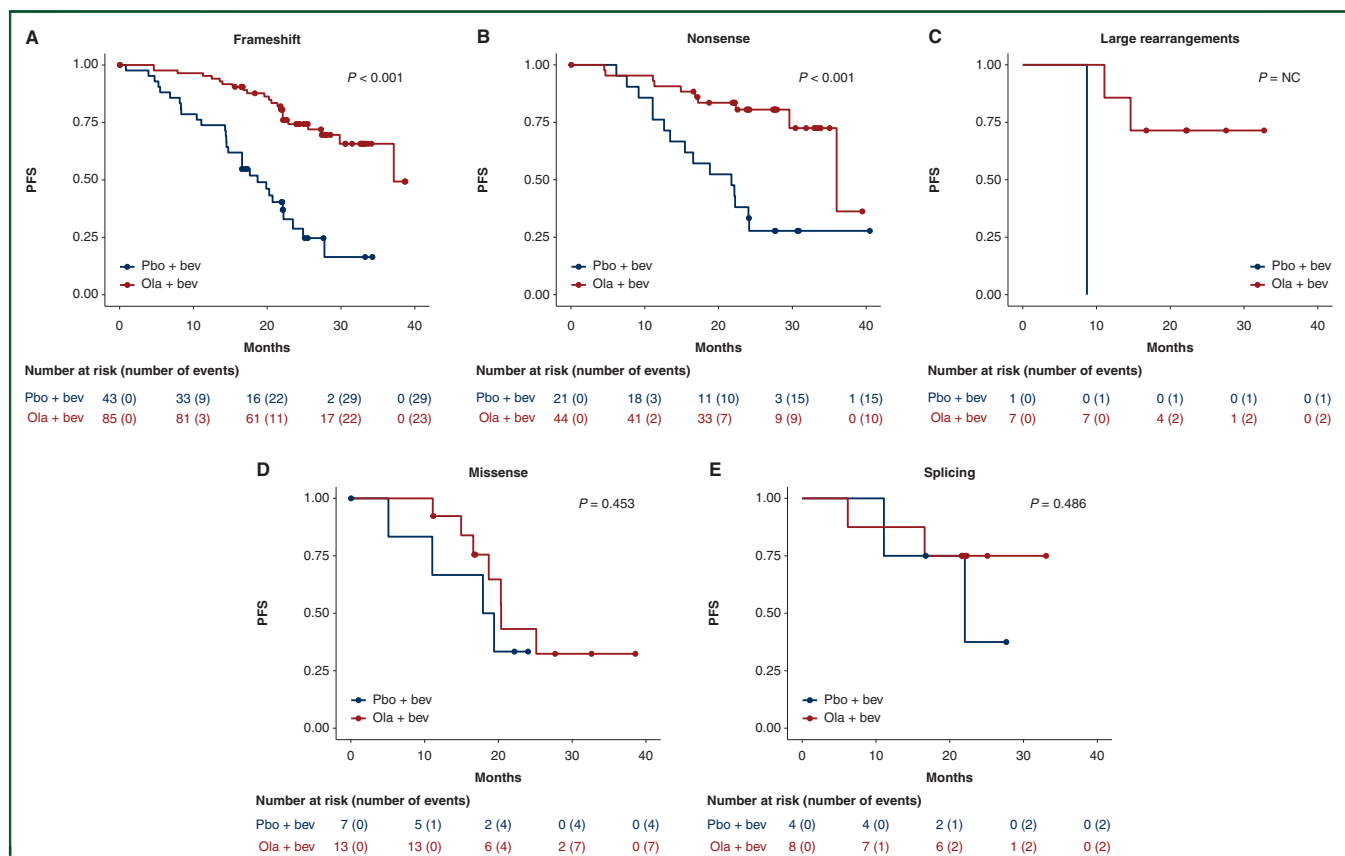 A
Frameshift
P < 0.001
1.00
0.75
0.50
0.25
0.00
PFS
Pbo + bev
Ola + bev
0 10 20 30 40
Months
Number at risk (number of events)
Pbo + bev 43 (0) 33 (9) 16 (22) 2 (29) 0 (29)
Ola + bev 85 (0) 81 (3) 61 (11) 17 (22) 0 (23)
B
Nonsense
P < 0.001
1.00
0.75
0.50
0.25
0.00
PFS
Pbo + bev
Ola + bev
0 10 20 30 40
Months
Number at risk (number of events)
Pbo + bev 21 (0) 18 (3) 11 (10) 3 (15) 1 (15)
Ola + bev 44 (0) 41 (2) 33 (7) 9 (9) 0 (10)
C
Large rearrangements
P = NC
1.00
0.75
0.50
0.25
0.00
PFS
Pbo + bev
Ola + bev
0 10 20 30 40
Months
Number at risk (number of events)
Pbo + bev 1 (0) 0 (1) 0 (1) 0 (1) 0 (1)
Ola + bev 7 (0) 7 (0) 4 (2) 1 (2) 0 (2)
D
Missense
P = 0.453
1.00
0.75
0.50
0.25
0.00
PFS
Pbo + bev
Ola + bev
0 10 20 30 40
Months
Number at risk (number of events)
Pbo + bev 7 (0) 5 (1) 2 (4) 0 (4) 0 (4)
Ola + bev 13 (0) 13 (0) 6 (4) 2 (7) 0 (7)
E
Splicing
P = 0.486
1.00
0.75
0.50
0.25
0.00
PFS
Pbo + bev
Ola + bev
0 10 20 30 40
Months
Number at risk (number of events)
Pbo + bev 4 (0) 4 (0) 2 (1) 0 (2) 0 (2)
Ola + bev 8 (0) 7 (1) 6 (2) 1 (2) 0 (2)